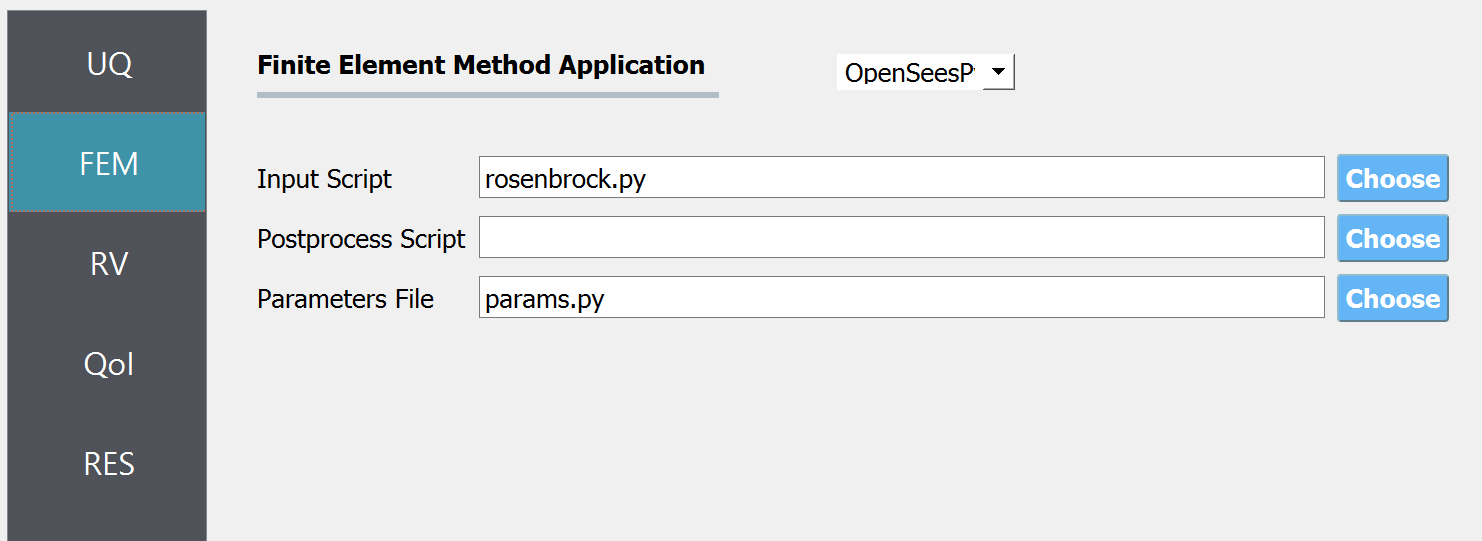 UQ
FEM
RV
QoI
RES
Finite Element Method Application
OpenSeesP
Input Script
rosenbrock.py
Choose
Postprocess Script
Choose
Parameters File
params.py
Choose